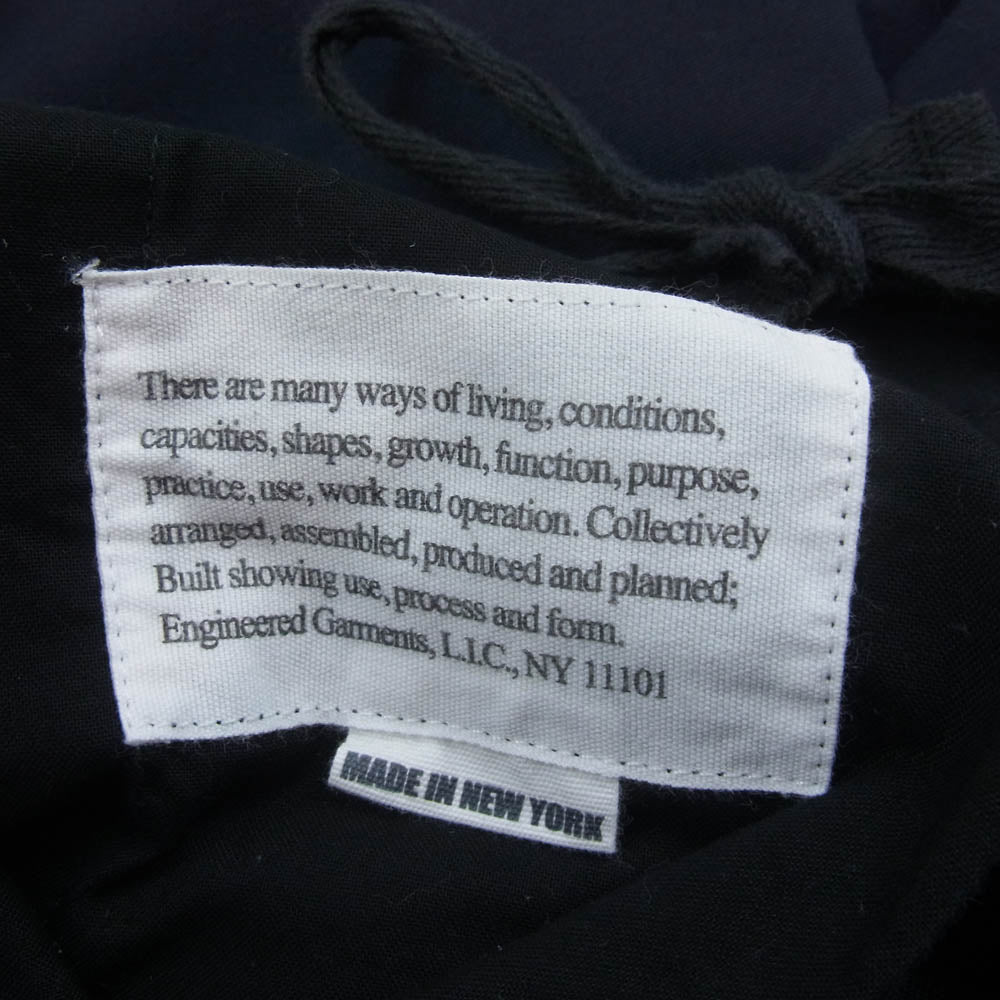 There are many ways of living, conditions,
capacities, shapes, growth, function, purpose,
practice, use, work and operation. Collectively
arranged, assembled, produced and planned;
Built showing use, process and form.
Engineered Garments, L.I.C., NY 11101
MADE IN NEW YORK